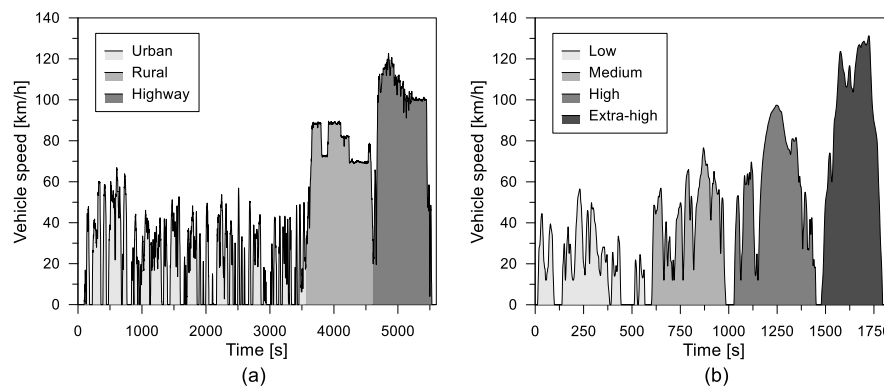 140
120
100
80
60
40
20
0
Vehicle speed [km/h]
Urban
Rural
Highway
0 1000 2000 3000 4000 5000
Time [s]
(a)
140
120
100
80
60
40
20
0
Vehicle speed [km/h]
Low
Medium
High
Extra-high
0 250 500 750 1000 1250 1500 1750
Time [s]
(b)